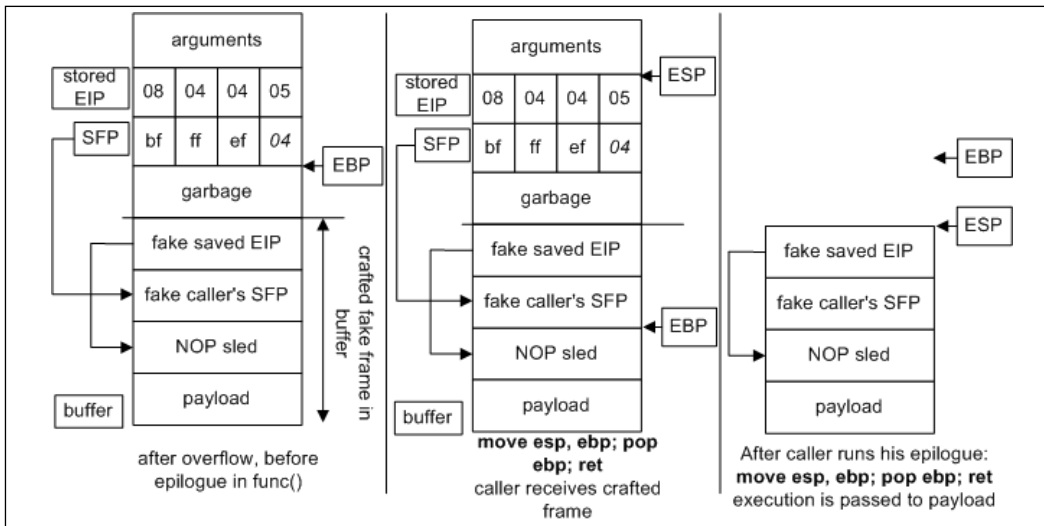 arguments
stored
EIP
08 04 04 05
SFP
bf ff ef 04
EBP
garbage
fake saved EIP
fake caller's SFP
NOP sled
buffer
payload
crafted fake frame in
buffer
after overflow, before
epilogue in func()
arguments
ESP
stored
EIP
08 04 04 05
SFP
bf ff ef 04
garbage
fake saved EIP
fake caller's SFP
EBP
NOP sled
buffer
payload
move esp, ebp; pop
ebp; ret
caller receives crafted
frame
EBP
ESP
fake saved EIP
fake caller's SFP
NOP sled
payload
After caller runs his epilogue:
move esp, ebp; pop ebp; ret
execution is passed to payload